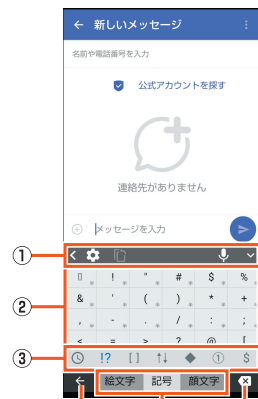 ← 新しいメッセージ
名前や電話番号を入力
公式アカウントを探す
連絡先がありません
メッセージを入力
①
②
! " # $ %
& ' ( ) * +
, - . / : ;
< = > ? @ [
③
!? [ ] ↑↓ ◆ ① $
絵文字 記号 顔文字